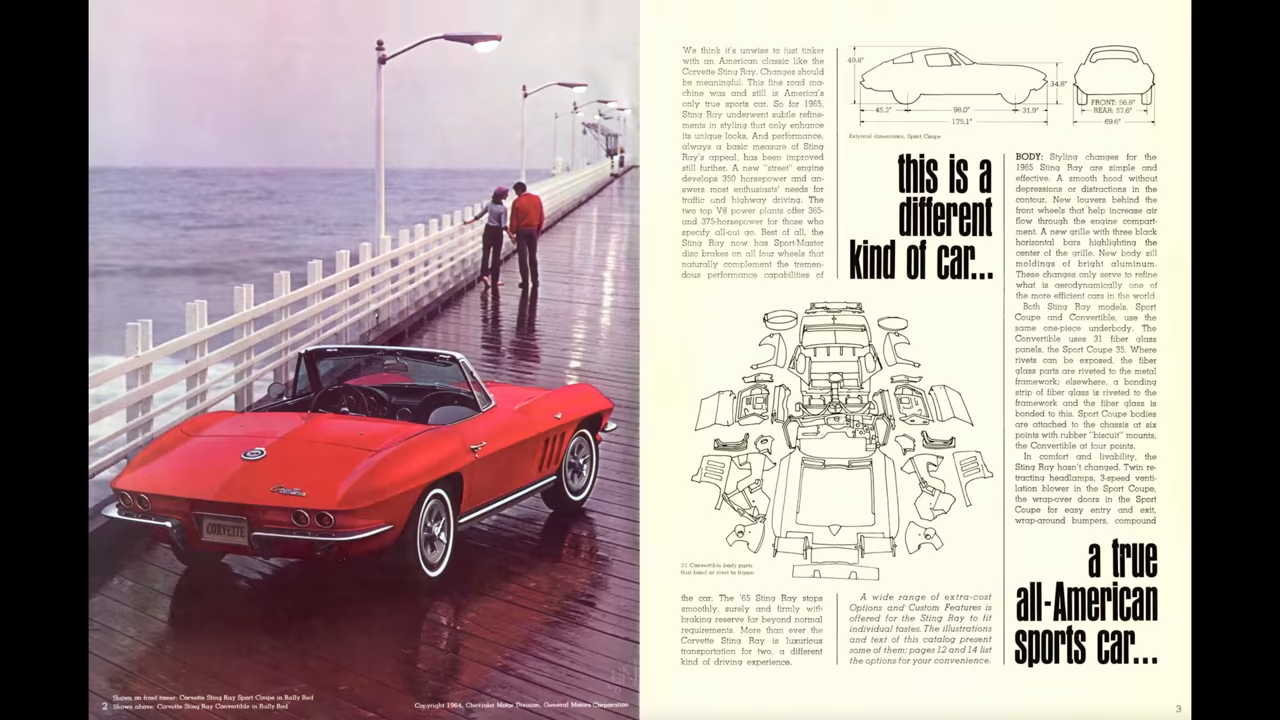 CORVETTE
Shown on front cover: Corvette Sting Ray Sport Coupe in Rally Red
2 Shown above: Corvette Sting Ray Convertible in Rally Red
Copyright 1964, Chevrolet Motor Division, General Motors Corporation
We think it's unwise to just tinker
with an American classic like the
Corvette Sting Ray. Changes should
be meaningful. This fine road ma-
chine was and still is America's
only true sports car. So for 1965,
Sting Ray underwent subtle refine-
ments in styling that only enhance
its unique looks. And performance,
always a basic measure of Sting
Ray's appeal, has been improved
still further. A new "street" engine
develops 350 horsepower and an-
swers most enthusiasts' needs for
traffic and highway driving. The
two top V8 power plants offer 365-
and 375-horsepower for those who
specify all-out go. Best of all, the
Sting Ray now has Sport-Master
disc brakes on all four wheels that
naturally complement the tremen-
dous performance capabilities of
49.8"
34.8"
45.2" 98.0" 31.9"
175.1"
FRONT: 56.8"
REAR: 57.6"
69.6"
External dimensions, Sport Coupe
this is a
different
kind of car...
31 Convertible body parts
that bond or rivet to frame
the car. The '65 Sting Ray stops
smoothly, surely and firmly with
braking reserve far beyond normal
requirements. More than ever the
Corvette Sting Ray is luxurious
transportation for two, a different
kind of driving experience.
A wide range of extra-cost
Options and Custom Features is
offered for the Sting Ray to fit
individual tastes. The illustrations
and text of this catalog present
some of them; pages 12 and 14 list
the options for your convenience.
BODY: Styling changes for the
1965 Sting Ray are simple and
effective. A smooth hood without
depressions or distractions in the
contour. New louvers behind the
front wheels that help increase air
flow through the engine compart-
ment. A new grille with three black
horizontal bars highlighting the
center of the grille. New body sill
moldings of bright aluminum.
These changes only serve to refine
what is aerodynamically one of
the more efficient cars in the world.
Both Sting Ray models, Sport
Coupe and Convertible, use the
same one-piece underbody. The
Convertible uses 31 fiber glass
panels, the Sport Coupe 35. Where
rivets can be exposed, the fiber
glass parts are riveted to the metal
framework; elsewhere, a bonding
strip of fiber glass is riveted to the
framework and the fiber glass is
bonded to this. Sport Coupe bodies
are attached to the chassis at six
points with rubber "biscuit" mounts,
the Convertible at four points.
In comfort and livability, the
Sting Ray hasn't changed. Twin re-
tracting headlamps, 3-speed venti-
lation blower in the Sport Coupe,
the wrap-over doors in the Sport
Coupe for easy entry and exit,
wrap-around bumpers, compound
a true
all-American
sports car...
3